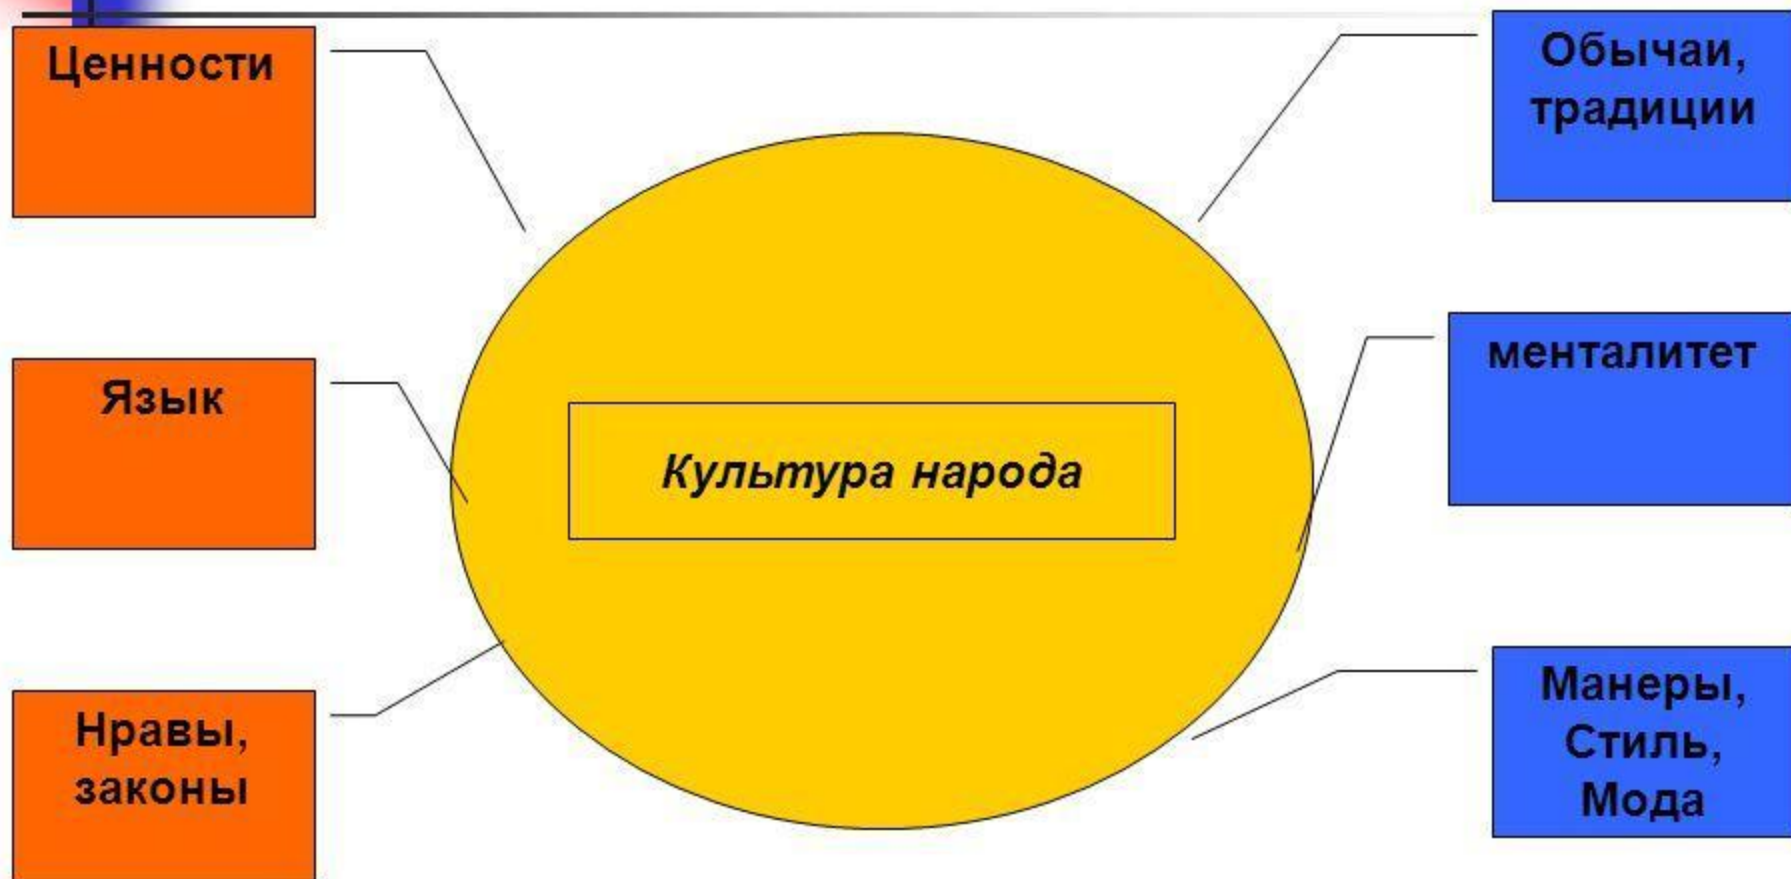 Ценности
Обычаи,
традиции
Язык
менталитет
Культура народа
Нравы,
законы
Манеры,
Стиль,
Мода